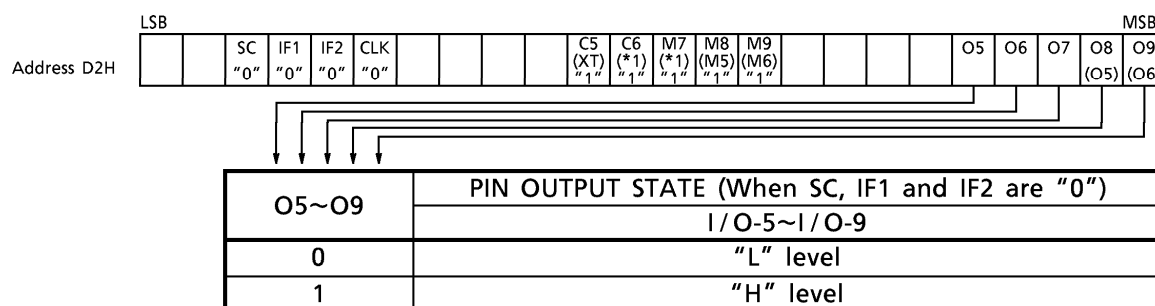 LSB MSB
SC IF1 IF2 CLK C5 C6 M7 M8 M9 O5 O6 O7 O8 O9
Address D2H
(XT) (*1) (*1) (M5) (M6)
"0" "0" "0" "0" "1" "1" "1" "1" "1" (O5) (O6
O5~O9
PIN OUTPUT STATE (When SC, IF1 and IF2 are "0")
I/O-5~I/O-9
0 "L" level
1 "H" level